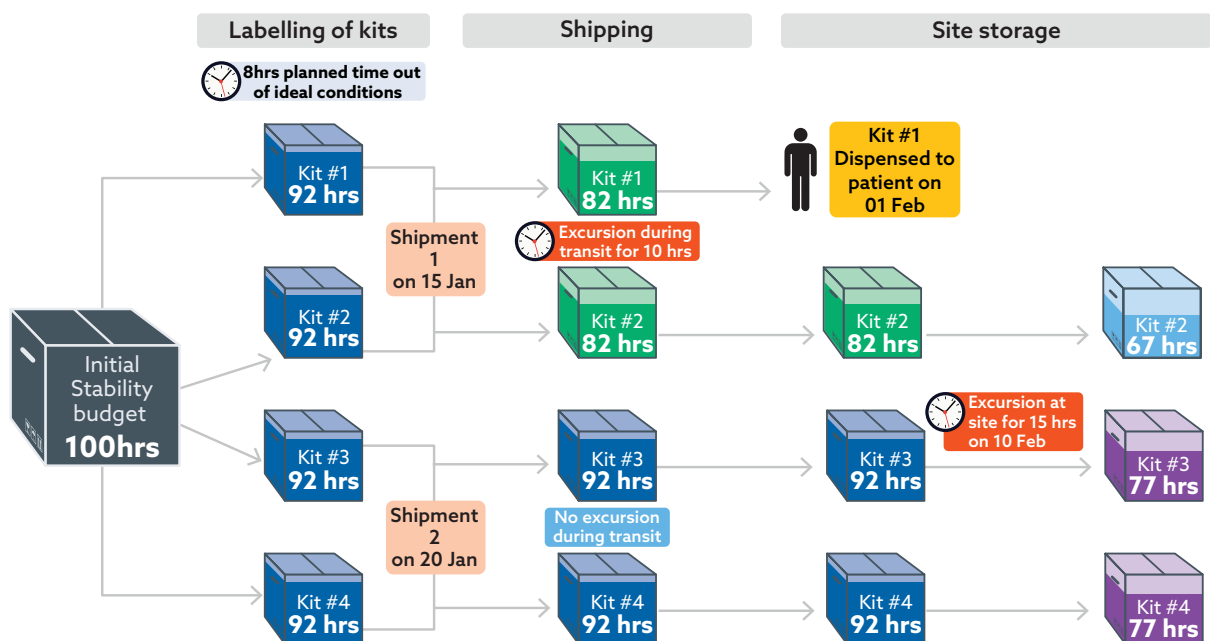 Labelling of kits
Shipping
Site storage
8hrs planned time out
of ideal conditions
Kit #1
92 hrs
Kit #1
82 hrs
Kit #1
Dispensed to
patient on
01 Feb
Shipment
1
on 15 Jan
Excursion during
transit for 10 hrs
Kit #2
92 hrs
Kit #2
82 hrs
Kit #2
82 hrs
Kit #2
67 hrs
Initial
Stability
budget
100hrs
Excursion at
site for 15 hrs
on 10 Feb
Kit #3
92 hrs
Kit #3
92 hrs
Kit #3
92 hrs
Kit #3
77 hrs
Shipment
2
on 20 Jan
No excursion
during transit
Kit #4
92 hrs
Kit #4
92 hrs
Kit #4
92 hrs
Kit #4
77 hrs